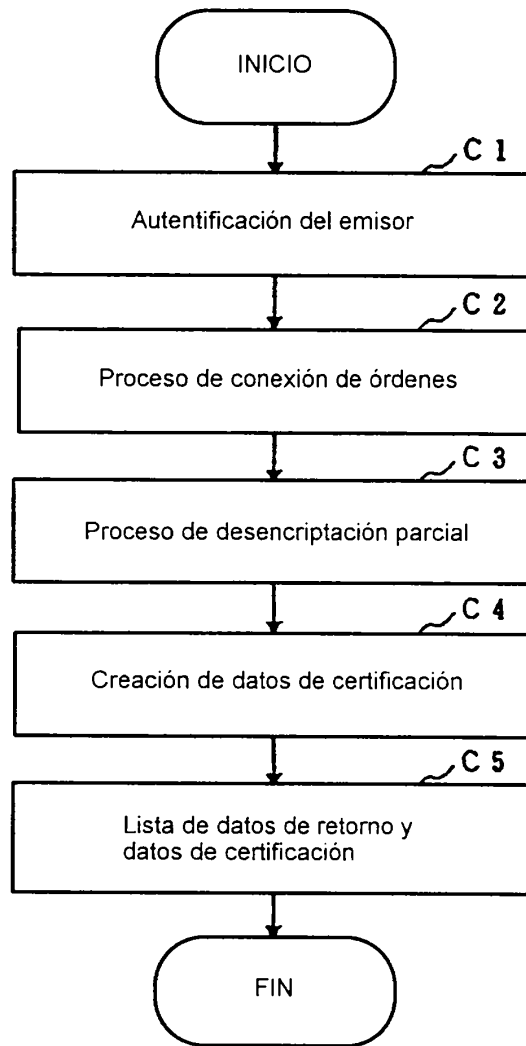 INICIO
C 1
Autentificación del emisor
C 2
Proceso de conexión de órdenes
C 3
Proceso de desencriptación parcial
C 4
Creación de datos de certificación
C 5
Lista de datos de retorno y
datos de certificación
FIN